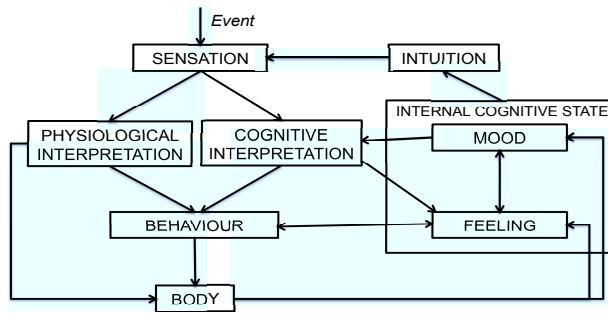 Event
SENSATION
INTUITION
INTERNAL COGNITIVE STATE
PHYSIOLOGICAL
INTERPRETATION
COGNITIVE
INTERPRETATION
MOOD
BEHAVIOUR
FEELING
BODY